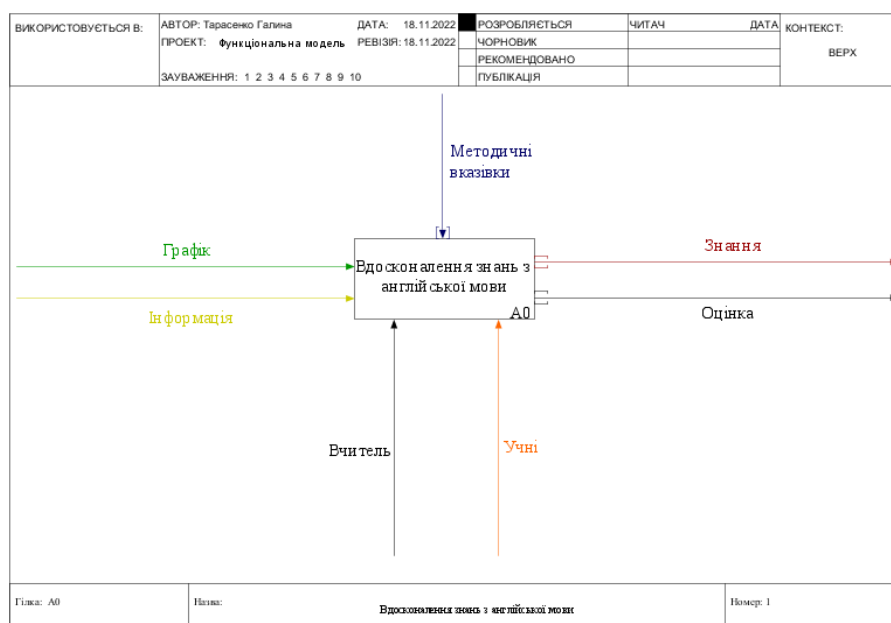 ВИКОРИСТОВУЄТЬСЯ В:
АВТОР: Тарасенко Галина
ДАТА: 18.11.2022
ПРОЕКТ: Функціональна модель
РЕВІЗІЯ: 18.11.2022
ЗАУВАЖЕННЯ: 1 2 3 4 5 6 7 8 9 10
РОЗРОБЛЯЄТЬСЯ
ЧОРНОВИК
РЕКОМЕНДОВАНО
ПУБЛІКАЦІЯ
ЧИТАЧ
ДАТА
КОНТЕКСТ:
ВЕРХ
Методичні
вказівки
Графік
Інформація
Вдосконалення знань з
англійської мови
A0
Знання
Оцінка
Вчитель
Учні
Гілка: A0
Назва:
Вдосконалення знань з англійської мови
Номер: 1